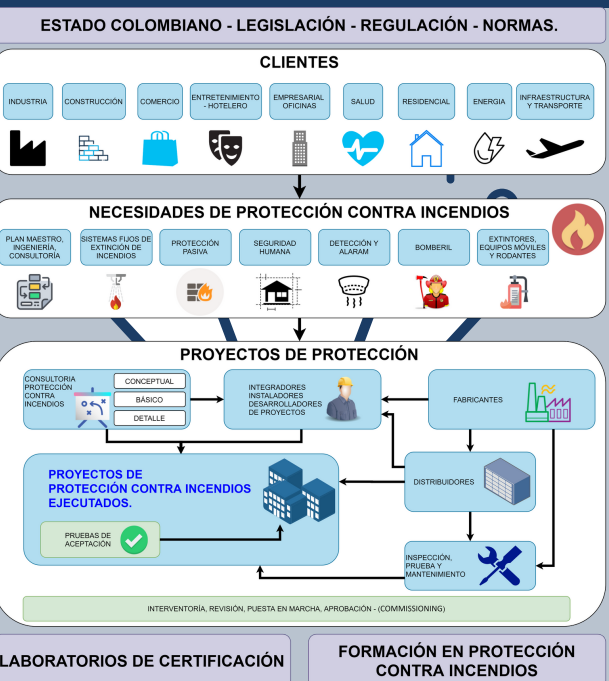 ESTADO COLOMBIANO - LEGISLACIÓN - REGULACIÓN - NORMAS.
CLIENTES
INDUSTRIA
CONSTRUCCIÓN
COMERCIO
ENTRETENIMIENTO
- HOTELERO
EMPRESARIAL
OFICINAS
SALUD
RESIDENCIAL
ENERGIA
INFRAESTRUCTURA
Y TRANSPORTE
NECESIDADES DE PROTECCIÓN CONTRA INCENDIOS
PLAN MAESTRO,
INGENIERÍA,
CONSULTORÍA
SISTEMAS FIJOS DE
EXTINCIÓN DE
INCENDIOS
PROTECCIÓN
PASIVA
SEGURIDAD
HUMANA
DETECCIÓN Y
ALARAM
BOMBERIL
EXTINTORES,
EQUIPOS MÓVILES
Y RODANTES
PROYECTOS DE PROTECCIÓN
CONSULTORIA
PROTECCIÓN
CONTRA
INCENDIOS
CONCEPTUAL
BÁSICO
DETALLE
INTEGRADORES
INSTALADORES
DESARROLLADORES
DE PROYECTOS
FABRICANTES
PROYECTOS DE
PROTECCIÓN CONTRA INCENDIOS
EJECUTADOS.
DISTRIBUIDORES
PRUEBAS DE
ACEPTACIÓN
INSPECCIÓN,
PRUEBA Y
MANTENIMIENTO
INTERVENTORÍA, REVISIÓN, PUESTA EN MARCHA, APROBACIÓN - (COMMISSIONING)
LABORATORIOS DE CERTIFICACIÓN
FORMACIÓN EN PROTECCIÓN
CONTRA INCENDIOS